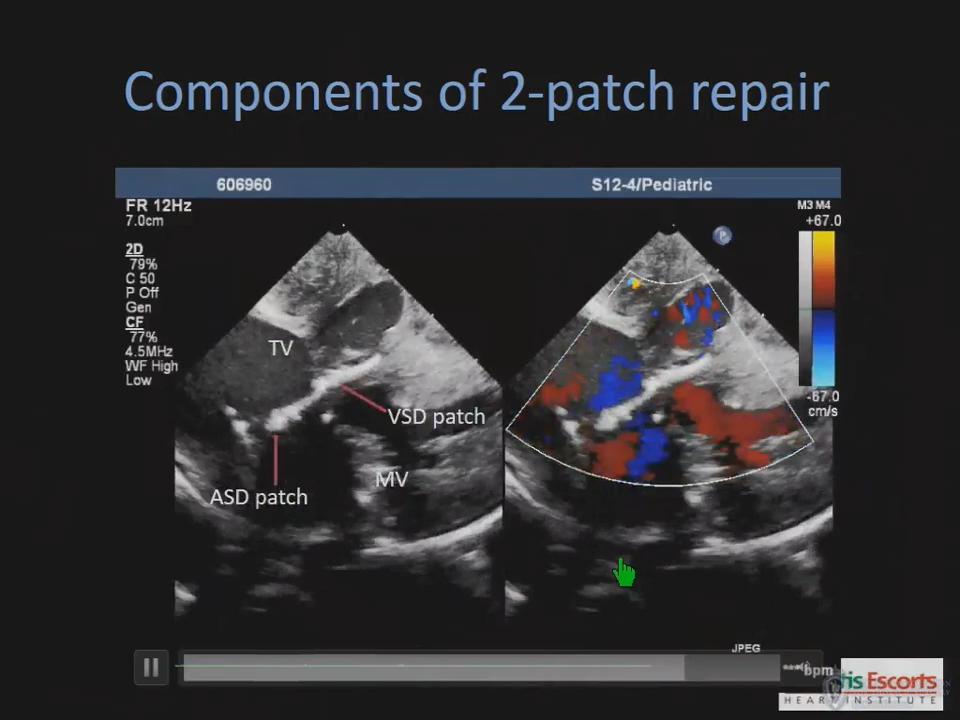 Components of 2-patch repair
606960
S12-4/Pediatric
FR 12Hz
7.0cm
2D
79%
C 50
P Off
Gen
CF
77%
4.5MHz
WF High
Low
M3 M4
+67.0
-67.0
cm/s
P
TV
VSD patch
MV
ASD patch
JPEG
bpm
tis Escorts
HEART INSTITUTE